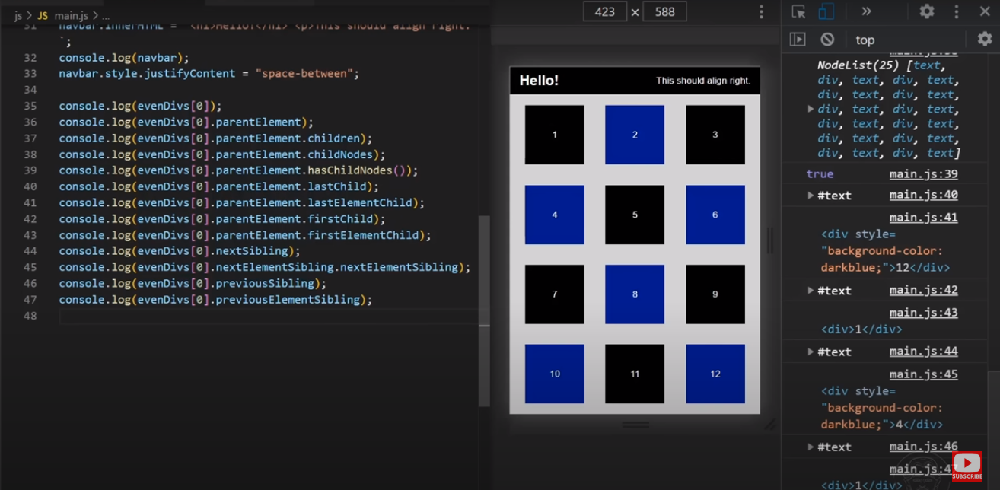 js > JS main.js > ...
423 × 588
top
31 navbar.innerHTML = `<h1>Hello!</h1> <p>This should align right.
`;
32 console.log(navbar);
33 navbar.style.justifyContent = "space-between";
34
35 console.log(evenDivs[0]);
36 console.log(evenDivs[0].parentElement);
37 console.log(evenDivs[0].parentElement.children);
38 console.log(evenDivs[0].parentElement.childNodes);
39 console.log(evenDivs[0].parentElement.hasChildNodes());
40 console.log(evenDivs[0].parentElement.lastChild);
41 console.log(evenDivs[0].parentElement.lastElementChild);
42 console.log(evenDivs[0].parentElement.firstChild);
43 console.log(evenDivs[0].parentElement.firstElementChild);
44 console.log(evenDivs[0].nextSibling);
45 console.log(evenDivs[0].nextElementSibling.nextElementSibling);
46 console.log(evenDivs[0].previousSibling);
47 console.log(evenDivs[0].previousElementSibling);
48
Hello! This should align right.
1 2 3
4 5 6
7 8 9
10 11 12
main.js:38
NodeList(25) [text,
div, text, div, text,
div, text, div, text,
div, text, div, text,
div, text, div, text,
div, text, div, text,
div, text, div, text]
true main.js:39
#text main.js:40
main.js:41
<div style=
"background-color:
darkblue;">12</div>
#text main.js:42
main.js:43
<div>1</div>
#text main.js:44
main.js:45
<div style=
"background-color:
darkblue;">4</div>
#text main.js:46
main.js:47
<div>1</div>
SUBSCRIBE